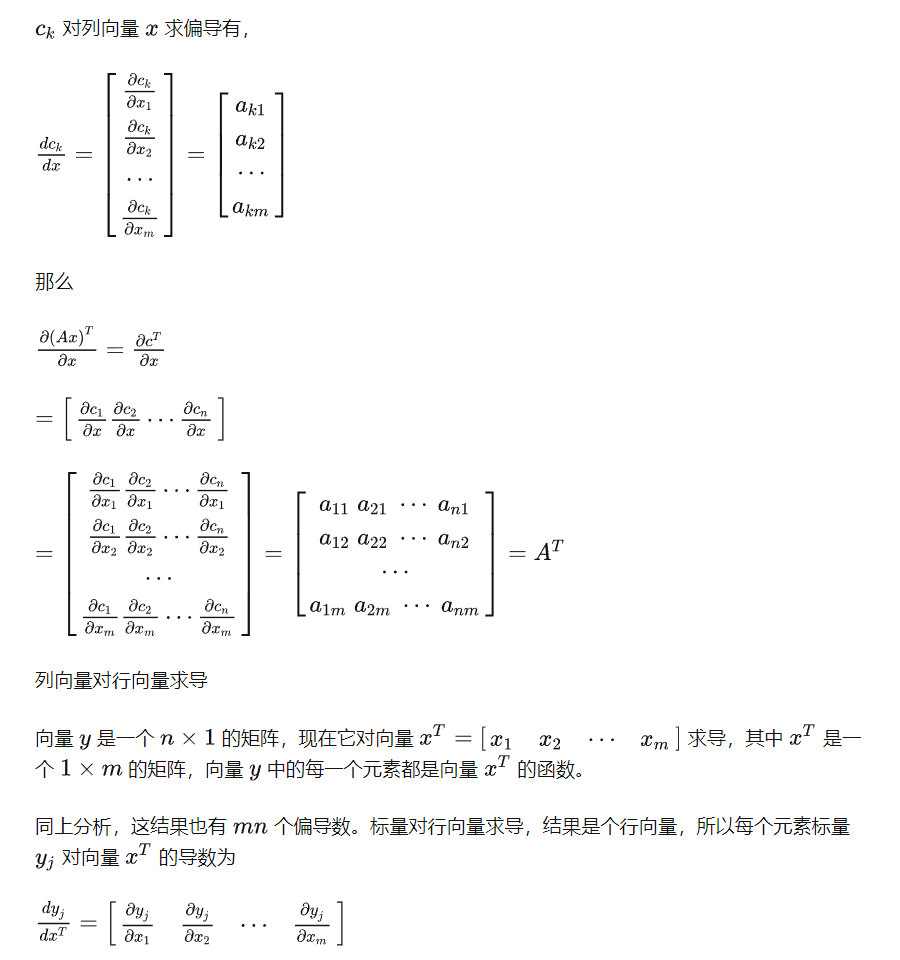 $c_k$ 对列向量 $x$ 求偏导有，
$\frac{dc_k}{dx} = \begin{bmatrix} \frac{\partial c_k}{\partial x_1} \\ \frac{\partial c_k}{\partial x_2} \\ \cdots \\ \frac{\partial c_k}{\partial x_m} \end{bmatrix} = \begin{bmatrix} a_{k1} \\ a_{k2} \\ \cdots \\ a_{km} \end{bmatrix}$
那么
$\frac{\partial (Ax)^T}{\partial x} = \frac{\partial c^T}{\partial x}$
$= \left[ \frac{\partial c_1}{\partial x} \frac{\partial c_2}{\partial x} \cdots \frac{\partial c_n}{\partial x} \right]$
$= \begin{bmatrix} \frac{\partial c_1}{\partial x_1} \frac{\partial c_2}{\partial x_1} \cdots \frac{\partial c_n}{\partial x_1} \\ \frac{\partial c_1}{\partial x_2} \frac{\partial c_2}{\partial x_2} \cdots \frac{\partial c_n}{\partial x_2} \\ \cdots \\ \frac{\partial c_1}{\partial x_m} \frac{\partial c_2}{\partial x_m} \cdots \frac{\partial c_n}{\partial x_m} \end{bmatrix} = \begin{bmatrix} a_{11} \ a_{21} \ \cdots \ a_{n1} \\ a_{12} \ a_{22} \ \cdots \ a_{n2} \\ \cdots \\ a_{1m} \ a_{2m} \ \cdots \ a_{nm} \end{bmatrix} = A^T$
列向量对行向量求导
向量 $y$ 是一个 $n \times 1$ 的矩阵，现在它对向量 $x^T = [\, x_1 \quad x_2 \quad \cdots \quad x_m \,]$ 求导，其中 $x^T$ 是一
个 $1 \times m$ 的矩阵，向量 $y$ 中的每一个元素都是向量 $x^T$ 的函数。
同上分析，这结果也有 $mn$ 个偏导数。标量对行向量求导，结果是个行向量，所以每个元素标量
$y_j$ 对向量 $x^T$ 的导数为
$\frac{dy_j}{dx^T} = \left[ \frac{\partial y_j}{\partial x_1} \quad \frac{\partial y_j}{\partial x_2} \quad \cdots \quad \frac{\partial y_j}{\partial x_m} \right]$